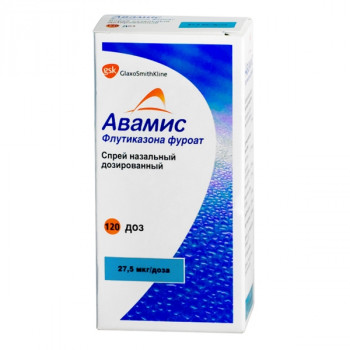 gsk GlaxoSmithKline
Авамис
Флутиказона фуроат
Спрей назальный
дозированный
120 доз
27,5 мкг/доза